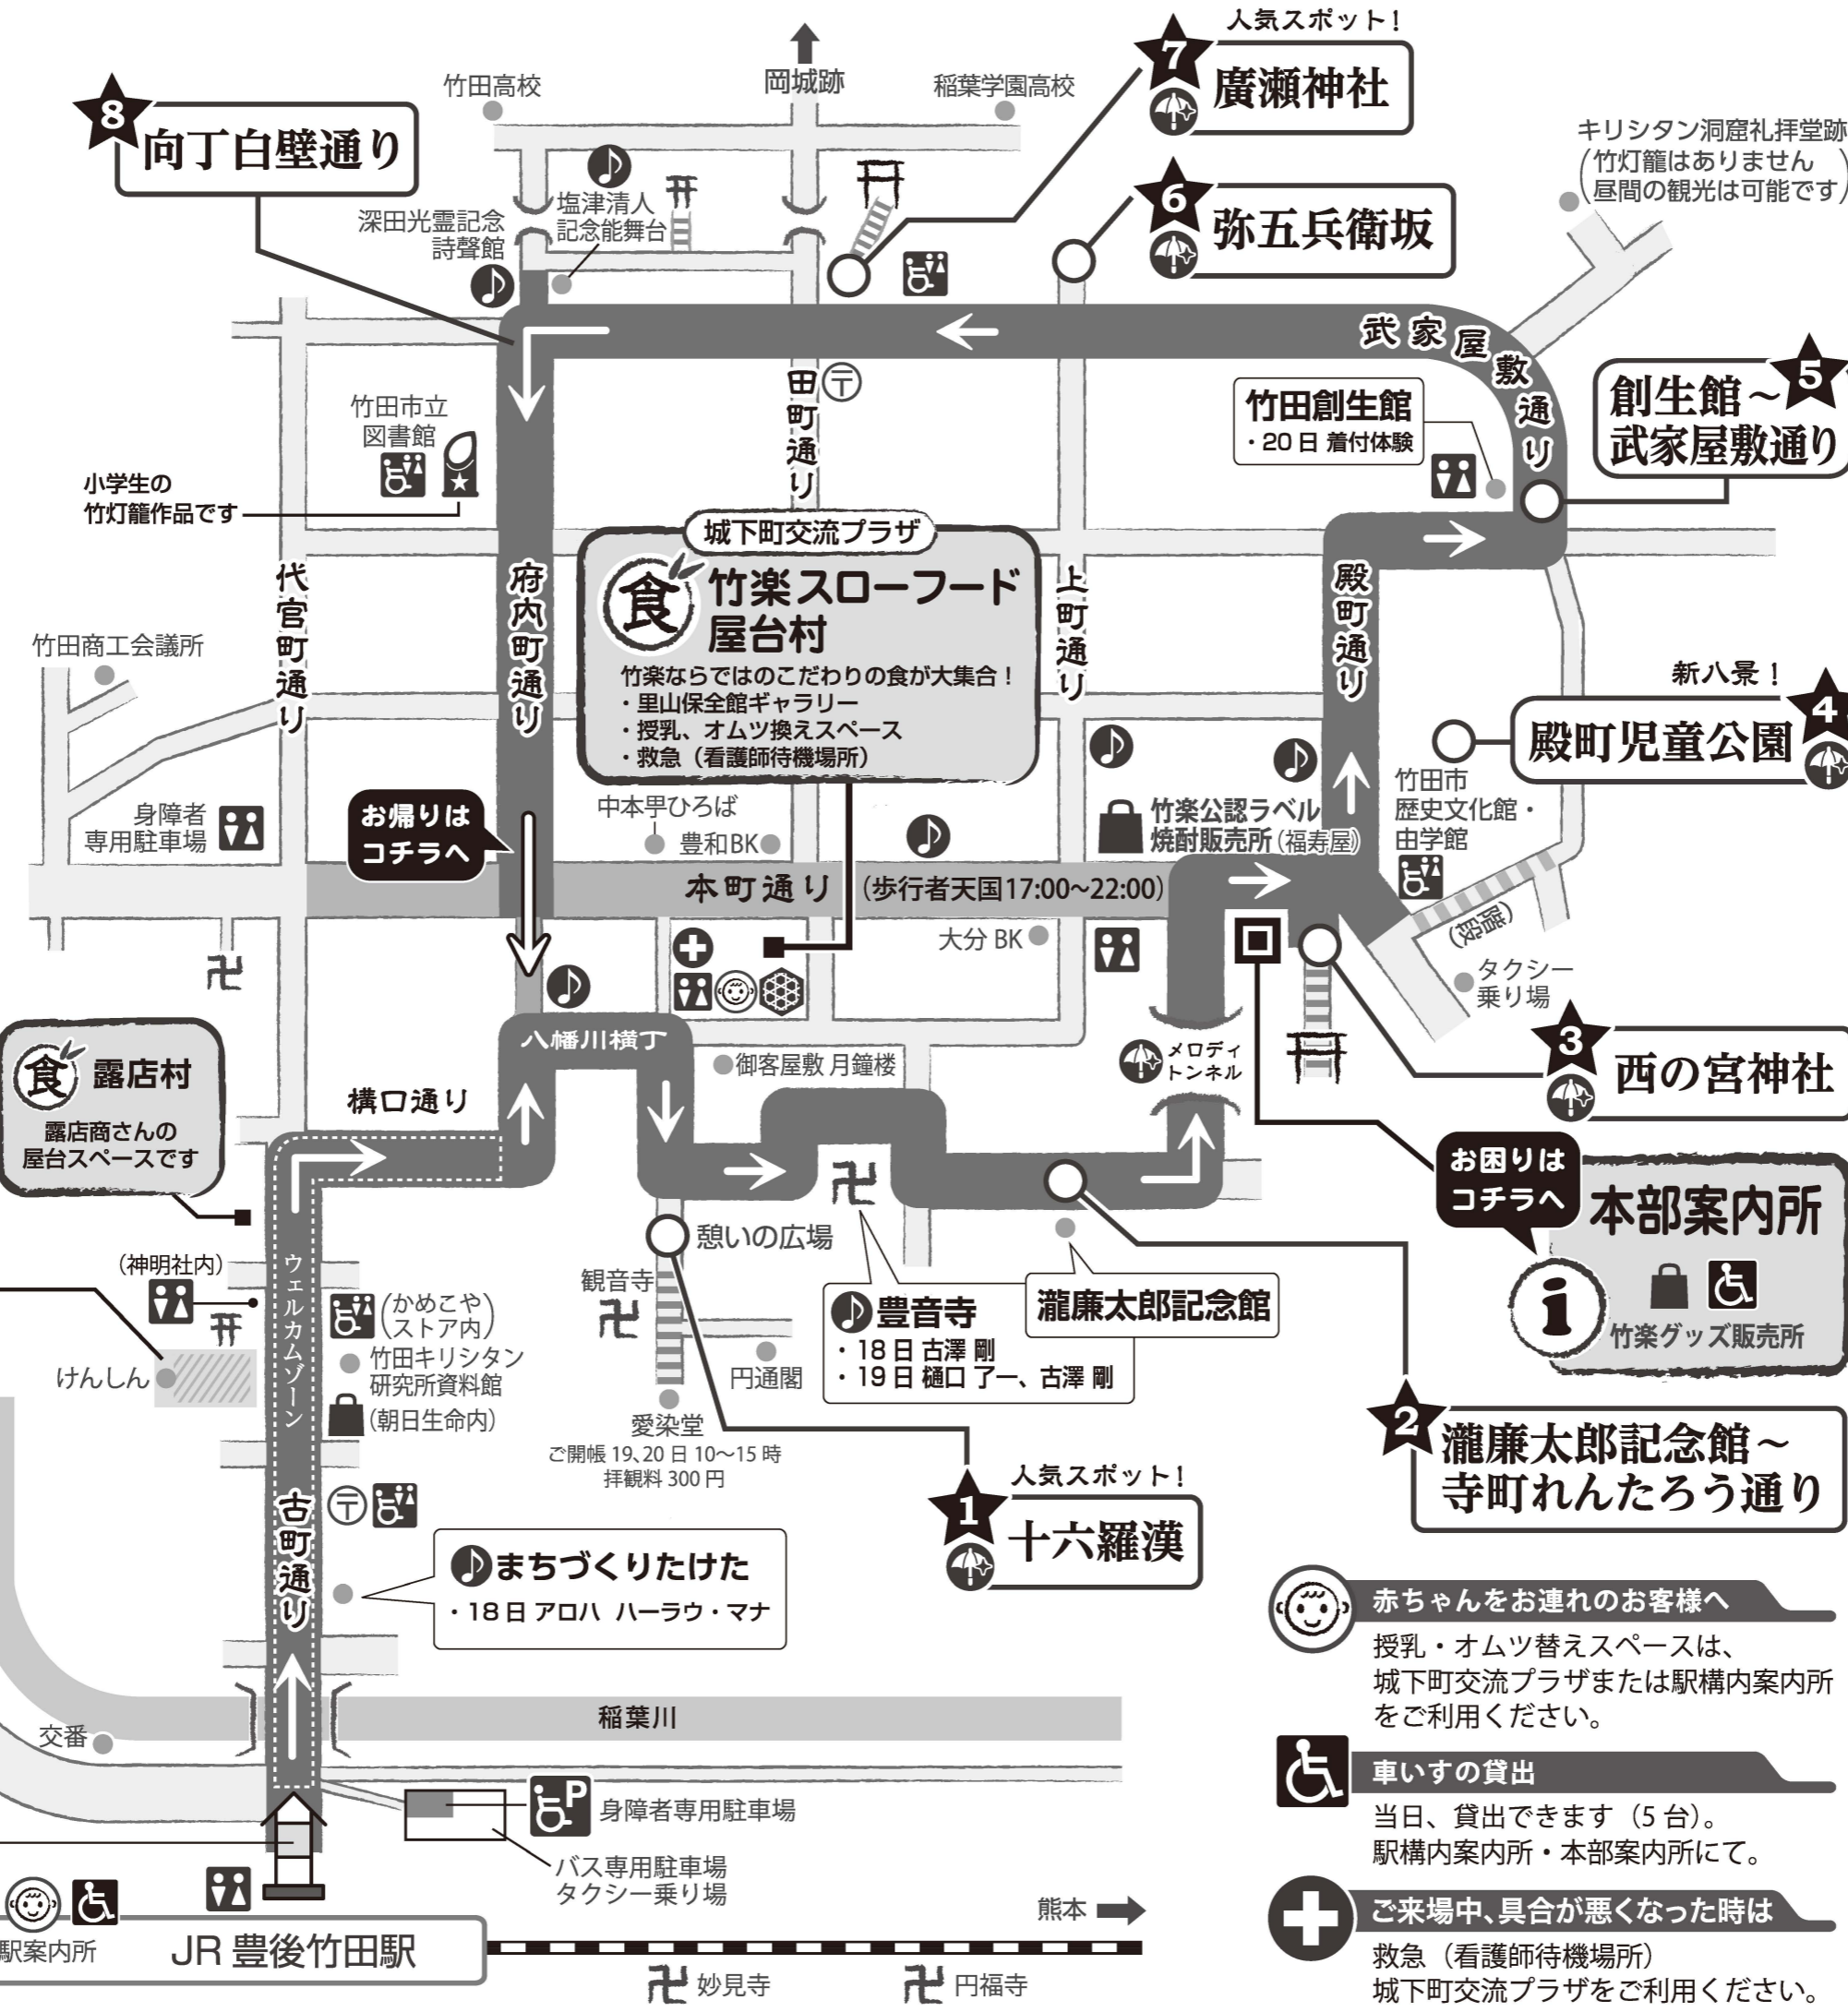 人気スポット!
7
廣瀬神社
岡城跡
竹田高校
稲葉学園高校
8
向丁白壁通り
キリシタン洞窟礼拝堂跡
(竹灯籠はありません
昼間の観光は可能です)
6
弥五兵衛坂
塩津清人
記念能舞台
深田光霊記念
詩聲館
武家屋敷通り
5
創生館~
武家屋敷通り
田町通り
〒
竹田創生館
・20日 着付体験
竹田市立
図書館
小学生の
竹灯籠作品です
城下町交流プラザ
食
竹楽スローフード
屋台村
竹楽ならではのこだわりの食が大集合!
・里山保全館ギャラリー
・授乳、オムツ換えスペース
・救急(看護師待機場所)
代官町通り
府内町通り
上町通り
殿町通り
竹田商工会議所
新八景!
4
殿町児童公園
竹田市
歴史文化館・
由学館
身障者
専用駐車場
お帰りは
コチラへ
中本早ひろば
豊和BK
竹楽公認ラベル
焼酎販売所(福寿屋)
本町通り
(歩行者天国17:00~22:00)
大分 BK
(階段)
タクシー
乗り場
3
西の宮神社
八幡川横丁
御客屋敷 月鐘楼
メロディ
トンネル
食
露店村
露店商さんの
屋台スペースです
横口通り
お困りは
コチラへ
本部案内所
i
竹楽グッズ販売所
憩いの広場
(神明社内)
ウェルカムゾーン
(かめこや
ストア内)
観音寺
豊音寺
・18日 古澤 剛
・19日 樋口 了一、古澤 剛
瀧廉太郎記念館
けんしん
竹田キリシタン
研究所資料館
(朝日生命内)
円通閣
愛染堂
ご開帳 19、20日 10~15時
拝観料 300円
2
瀧廉太郎記念館~
寺町れんたろう通り
人気スポット!
1
十六羅漢
古町通り
〒
まちづくりたけた
・18日 アロハ ハーラウ・マナ
赤ちゃんをお連れのお客様へ
授乳・オムツ替えスペースは、
城下町交流プラザまたは駅構内案内所
をご利用ください。
稲葉川
交番
車いすの貸出
当日、貸出できます(5台)。
駅構内案内所・本部案内所にて。
P
身障者専用駐車場
バス専用駐車場
タクシー乗り場
熊本
ご来場中、具合が悪くなった時は
救急(看護師待機場所)
城下町交流プラザをご利用ください。
駅案内所
JR 豊後竹田駅
妙見寺
円福寺